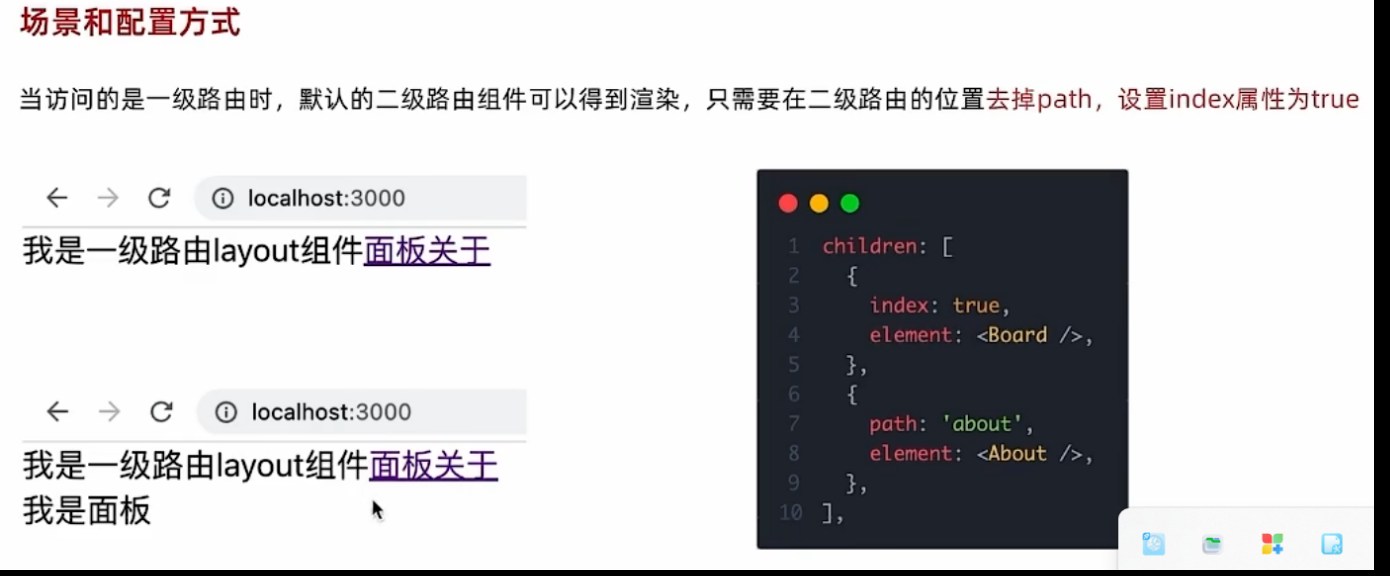 场景和配置方式
当访问的是一级路由时，默认的二级路由组件可以得到渲染，只需要在二级路由的位置去掉path，设置index属性为true
localhost:3000
我是一级路由layout组件面板关于
localhost:3000
我是一级路由layout组件面板关于
我是面板
1 children: [
2 {
3 index: true,
4 element: <Board />,
5 },
6 {
7 path: 'about',
8 element: <About />,
9 },
10 ],